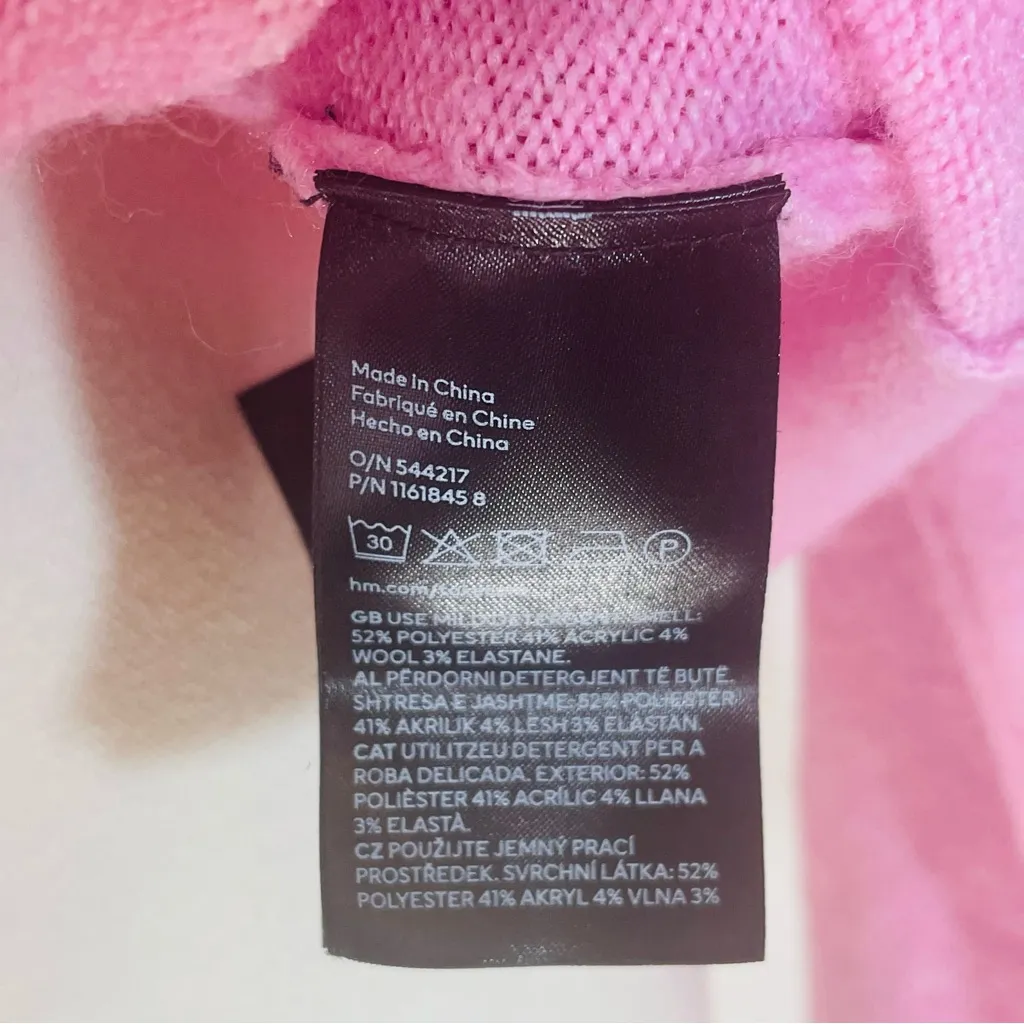 Made in China
Fabriqué en Chine
Hecho en China
O/N 544217
P/N 1161845 8
30
P
hm.com/
GB USE MILD SHELL:
52% POLYESTER 41% ACRYLIC 4%
WOOL 3% ELASTANE.
AL PËRDORNI DETERGJENT TË BUTË.
SHTRESA E JASHTME: 52% POLIESTER
41% AKRILIK 4% LESH 3% ELASTAN.
CAT UTILITZEU DETERGENT PER A
ROBA DELICADA. EXTERIOR: 52%
POLIÈSTER 41% ACRÍLIC 4% LLANA
3% ELASTÀ.
CZ POUŽIJTE JEMNÝ PRACÍ
PROSTŘEDEK. SVRCHNÍ LÁTKA: 52%
POLYESTER 41% AKRYL 4% VLNA 3%